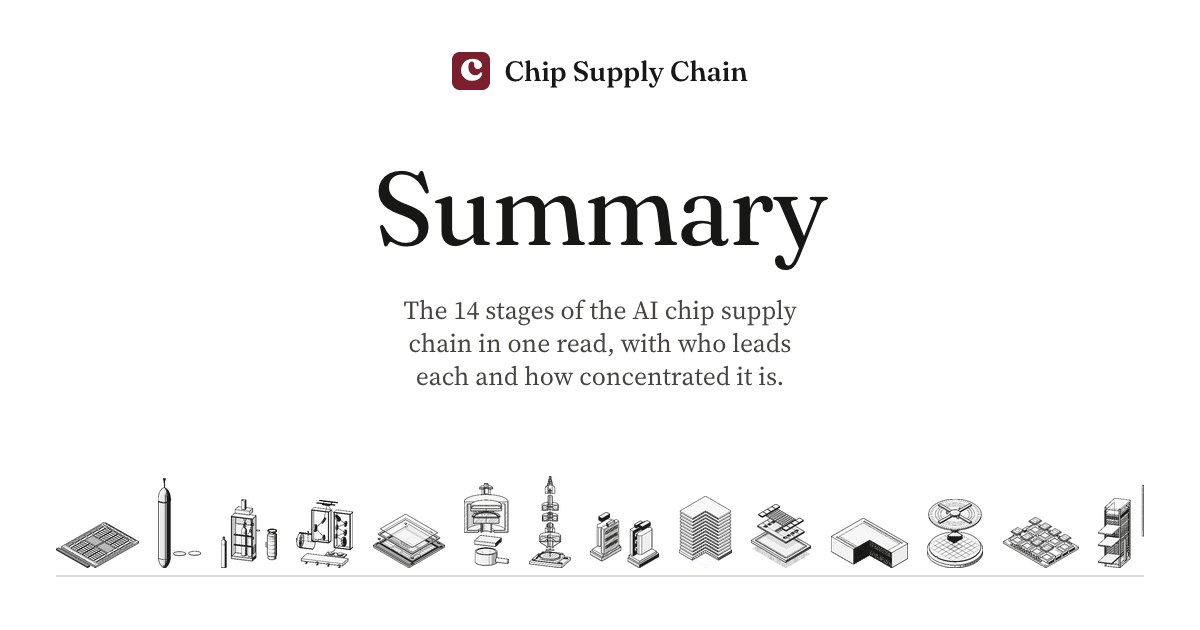 C Chip Supply Chain
Summary
The 14 stages of the AI chip supply
chain in one read, with who leads
each and how concentrated it is.